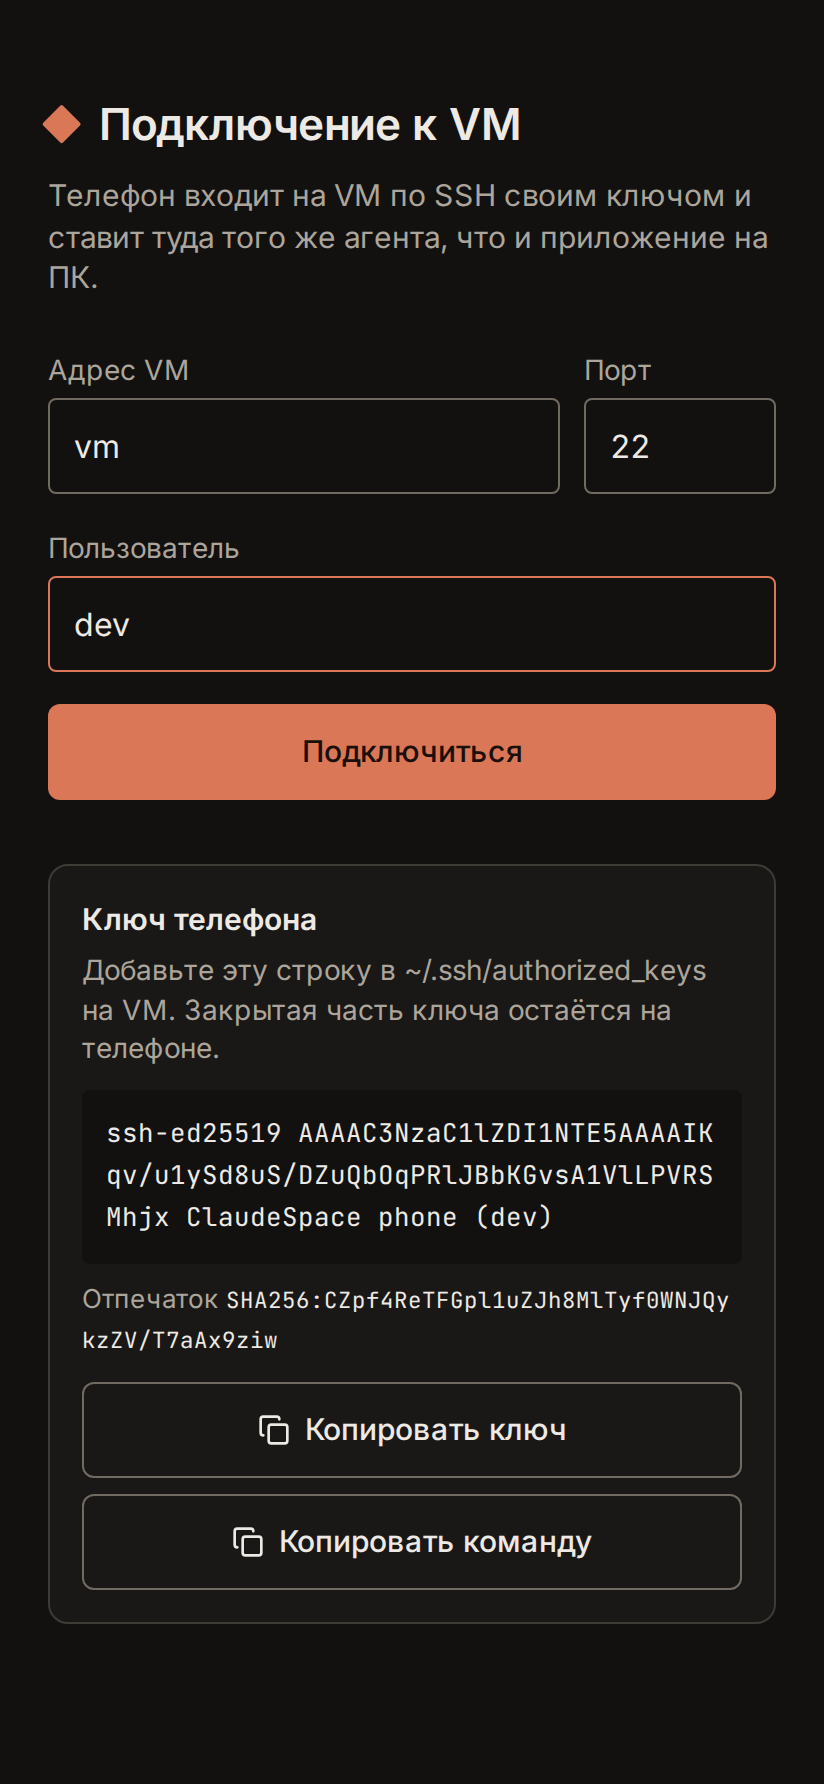 Подключение к VM
Телефон входит на VM по SSH своим ключом и
ставит туда того же агента, что и приложение на
ПК.
Адрес VM
Порт
vm
22
Пользователь
dev
Подключиться
Ключ телефона
Добавьте эту строку в ~/.ssh/authorized_keys
на VM. Закрытая часть ключа остаётся на
телефоне.
ssh-ed25519 AAAAC3NzaC1lZDI1NTE5AAAAIK
qv/u1ySd8uS/DZuQbOqPRlJBbKGvsA1VlLPVRS
Mhjx ClaudeSpace phone (dev)
Отпечаток SHA256:CZpf4ReTFGpl1uZJh8MlTyf0WNJQy
kzZV/T7aAx9ziw
Копировать ключ
Копировать команду